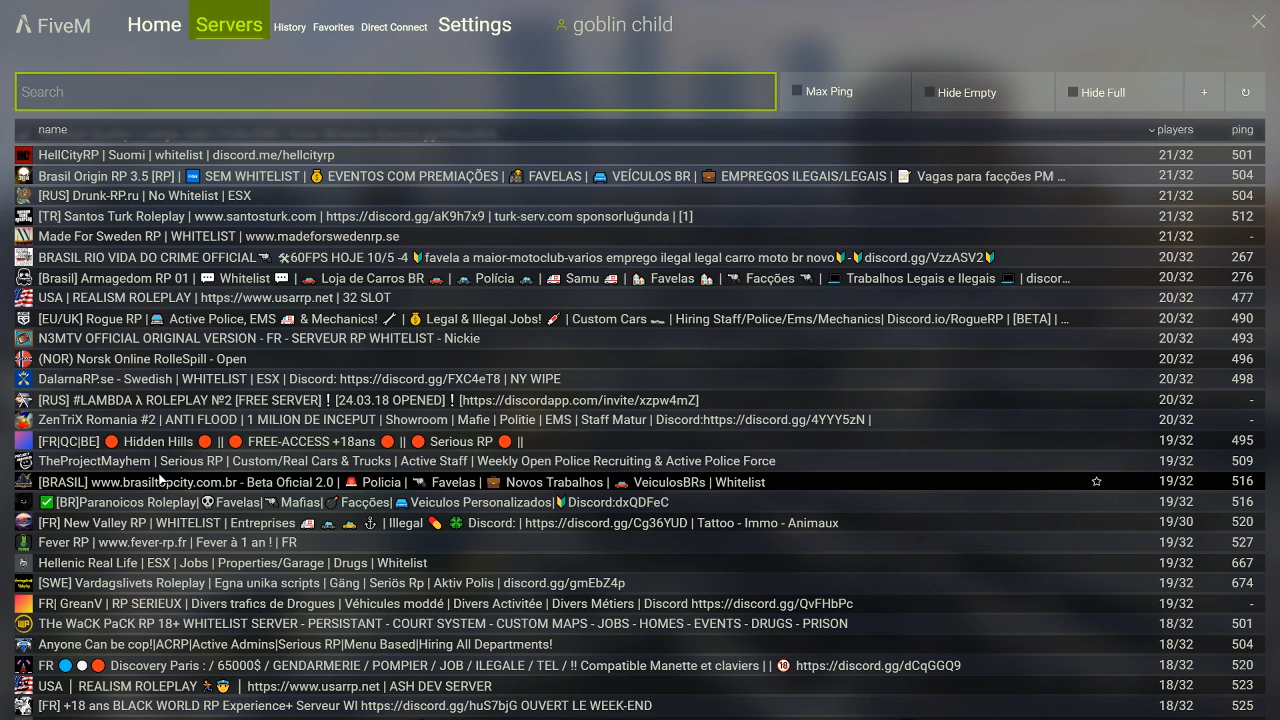 FiveM Home Servers History Favorites Direct Connect Settings goblin child
Search Max Ping Hide Empty Hide Full +
name players ping
HellCityRP | Suomi | whitelist | discord.me/hellcityrp 21/32 501
Brasil Origin RP 3.5 [RP] | SEM WHITELIST | 💰 EVENTOS COM PREMIAÇÕES | FAVELAS | 🚘 VEÍCULOS BR | 💼 EMPREGOS ILEGAIS/LEGAIS | 📝 Vagas para facções PM ... 21/32 504
[RUS] Drunk-RP.ru | No Whitelist | ESX 21/32 504
[TR] Santos Turk Roleplay | www.santosturk.com | https://discord.gg/aK9h7x9 | turk-serv.com sponsorluğunda | [1] 21/32 512
Made For Sweden RP | WHITELIST | www.madeforswedenrp.se 21/32 -
BRASIL RIO VIDA DO CRIME OFFICIAL🔫 🛠60FPS HOJE 10/5 -4 🔰favela a maior-motoclub-varios emprego ilegal legal carro moto br novo🔰-🔰discord.gg/VzzASV2🔰 20/32 267
[Brasil] Armagedom RP 01 | 💬 Whitelist 💬 | 🚗 Loja de Carros BR 🚗 | 🚓 Polícia 🚓 | 🚑 Samu 🚑 | 🏘 Favelas 🏘 | 🔫 Facções 🔫 | 💻 Trabalhos Legais e Ilegais 💻 | discor... 20/32 276
USA | REALISM ROLEPLAY | https://www.usarrp.net | 32 SLOT 20/32 477
[EU/UK] Rogue RP | 🚔 Active Police, EMS 🚑 & Mechanics! 🔧 | 💰 Legal & Illegal Jobs! 💉 | Custom Cars 🏎 | Hiring Staff/Police/Ems/Mechanics| Discord.io/RogueRP | [BETA] | ... 20/32 490
N3MTV OFFICIAL ORIGINAL VERSION - FR - SERVEUR RP WHITELIST - Nickie 20/32 493
(NOR) Norsk Online RolleSpill - Open 20/32 496
DalarnaRP.se - Swedish | WHITELIST | ESX | Discord: https://discord.gg/FXC4eT8 | NY WIPE 20/32 498
[RUS] #LAMBDA λ ROLEPLAY №2 [FREE SERVER]❗[24.03.18 OPENED]❗[https://discordapp.com/invite/xzpw4mZ] 20/32 -
ZenTriX Romania #2 | ANTI FLOOD | 1 MILION DE INCEPUT | Showroom | Mafie | Politie | EMS | Staff Matur | Discord:https://discord.gg/4YYY5zN | 20/32 -
[FR|QC|BE] 🔴 Hidden Hills 🔴 || 🔴 FREE-ACCESS +18ans 🔴 || 🔴 Serious RP 🔴 || 19/32 495
TheProjectMayhem | Serious RP | Custom/Real Cars & Trucks | Active Staff | Weekly Open Police Recruiting & Active Police Force 19/32 509
[BRASIL] www.brasiltopcity.com.br - Beta Oficial 2.0 | 🚨 Policia | 🔫 Favelas | 💼 Novos Trabalhos | 🚗 VeiculosBRs | Whitelist 19/32 516
✅ [BR]Paranoicos Roleplay|💀Favelas|🔫Mafias|💣Facções|🚘Veiculos Personalizados|🔰Discord:dxQDFeC 19/32 516
[FR] New Valley RP | WHITELIST | Entreprises 🚑 🚓 🚕 ⚓ | Illegal 💊 🍀 Discord: | https://discord.gg/Cg36YUD | Tattoo - Immo - Animaux 19/30 520
Fever RP | www.fever-rp.fr | Fever à 1 an ! | FR 19/32 527
Hellenic Real Life | ESX | Jobs | Properties/Garage | Drugs | Whitelist 19/32 667
[SWE] Vardagslivets Roleplay | Egna unika scripts | Gäng | Seriös Rp | Aktiv Polis | discord.gg/gmEbZ4p 19/32 674
FR| GreanV | RP SERIEUX | Divers trafics de Drogues | Véhicules moddé | Divers Activitée | Divers Métiers | Discord https://discord.gg/QvFHbPc 19/32 -
THe WaCK PaCK RP 18+ WHITELIST SERVER - PERSISTANT - COURT SYSTEM - CUSTOM MAPS - JOBS - HOMES - EVENTS - DRUGS - PRISON 18/32 501
Anyone Can be cop!|ACRP|Active Admins|Serious RP|Menu Based|Hiring All Departments! 18/32 504
FR 🔵⚪🔴 Discovery Paris : / 65000$ / GENDARMERIE / POMPIER / JOB / ILEGALE / TEL / !! Compatible Manette et claviers | | 🔞 https://discord.gg/dCqGGQ9 18/32 520
USA │ REALISM ROLEPLAY 🏃 👮 │ https://www.usarrp.net | ASH DEV SERVER 18/32 523
[FR] +18 ans BLACK WORLD RP Experience+ Serveur Wl https://discord.gg/huS7bjG OUVERT LE WEEK-END 18/32 525